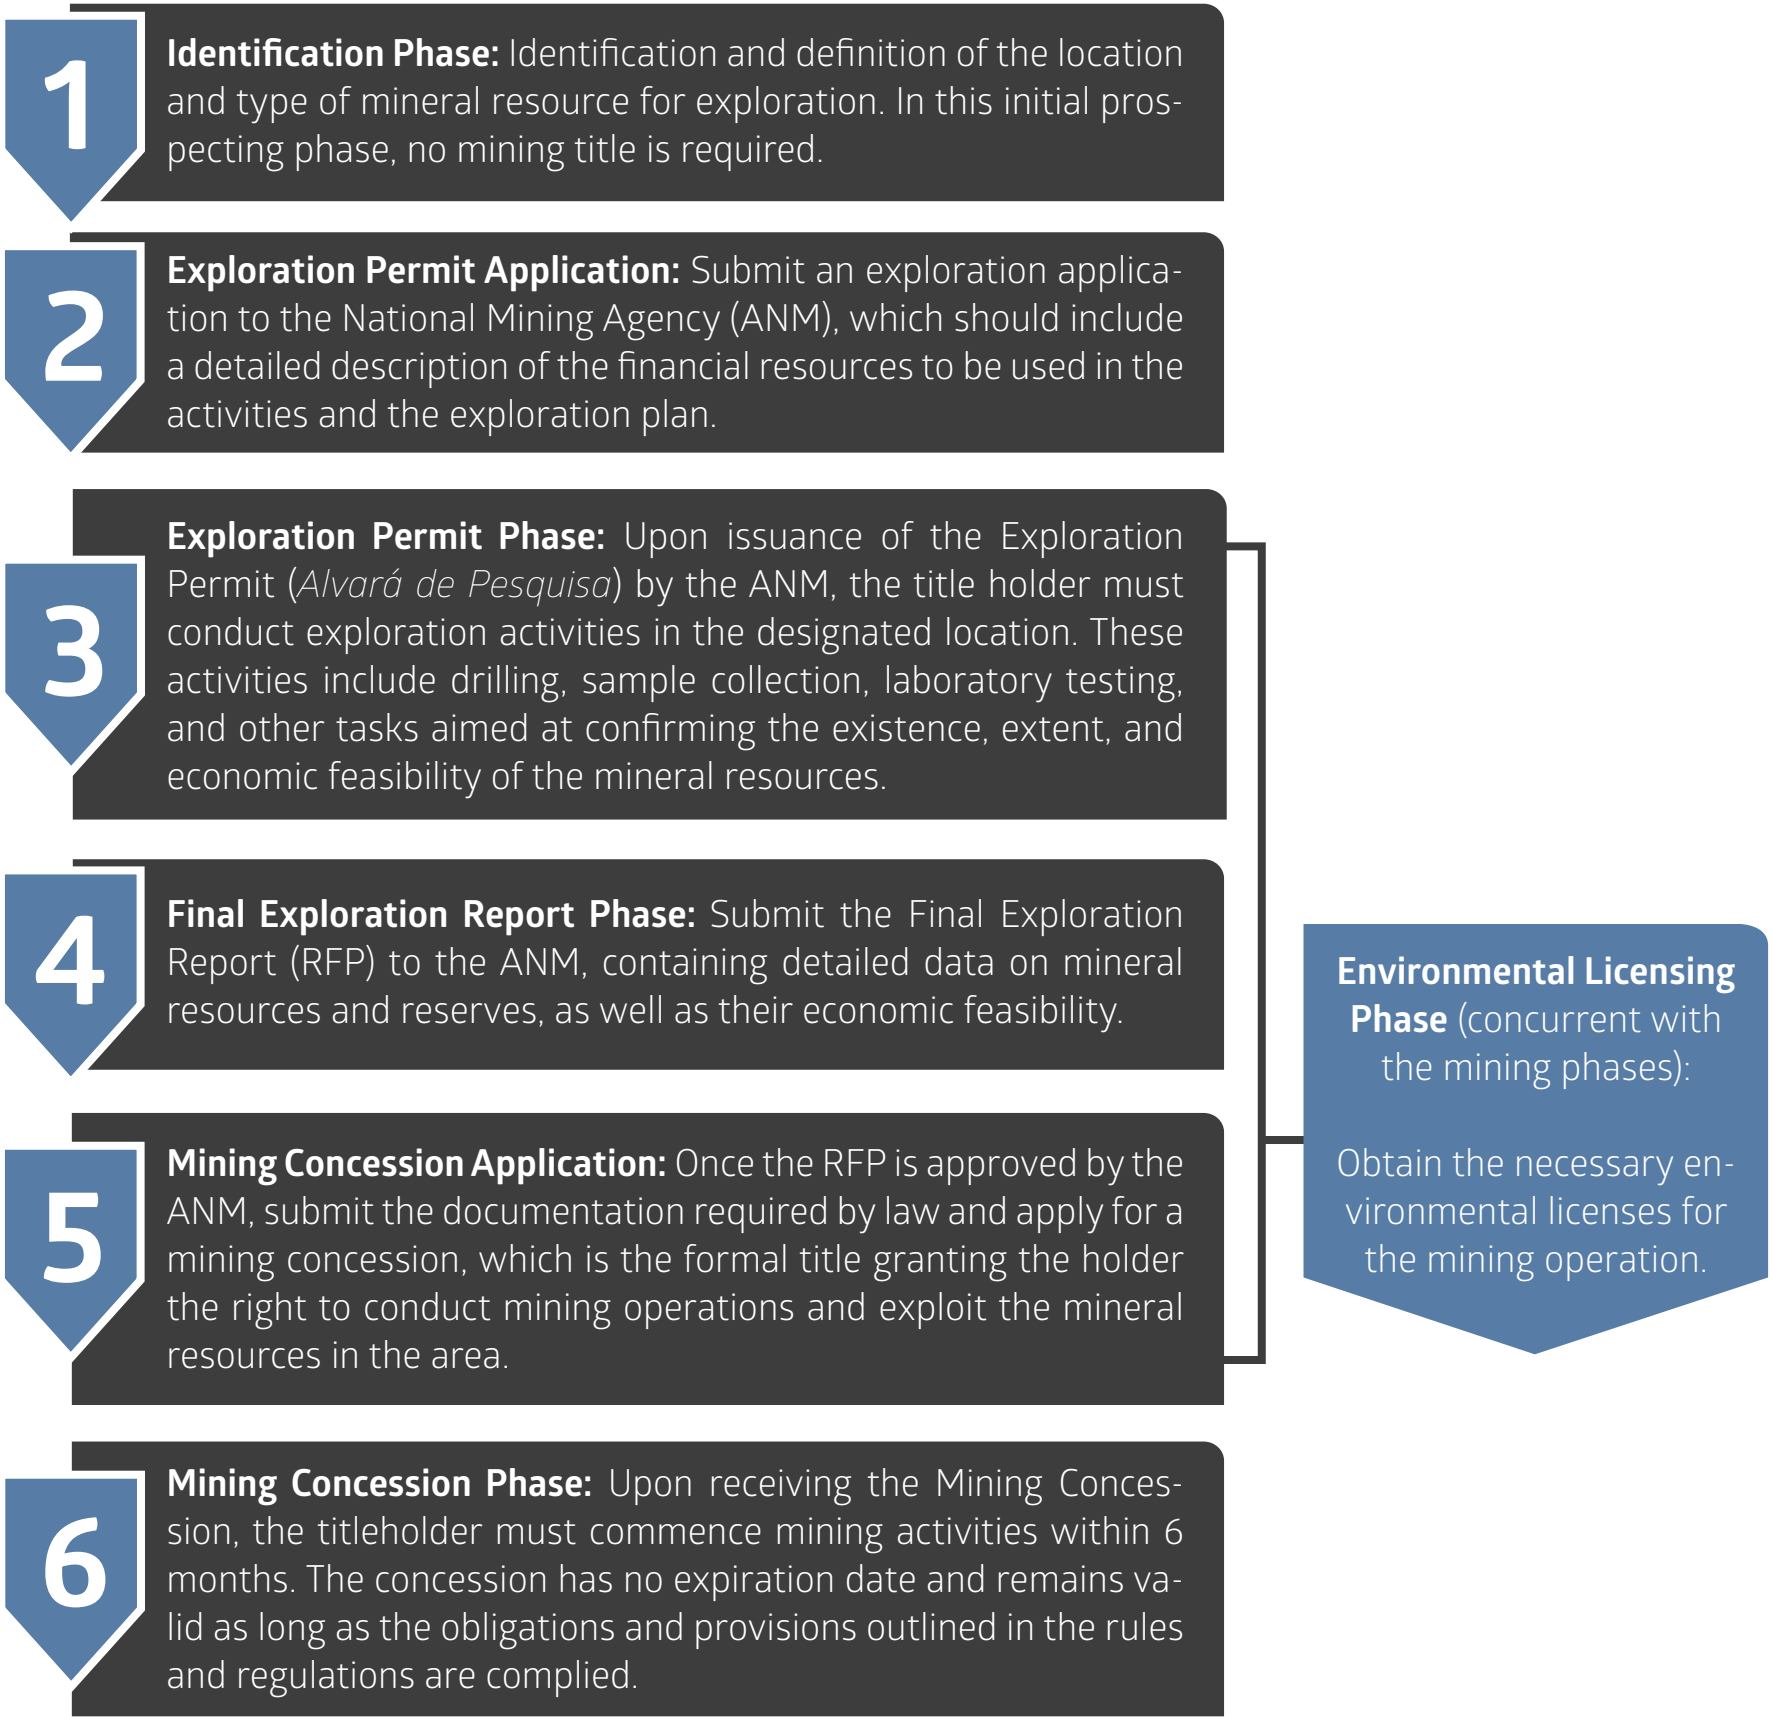 1
Identification Phase: Identification and definition of the location
and type of mineral resource for exploration. In this initial pros-
pecting phase, no mining title is required.
2
Exploration Permit Application: Submit an exploration applica-
tion to the National Mining Agency (ANM), which should include
a detailed description of the financial resources to be used in the
activities and the exploration plan.
3
Exploration Permit Phase: Upon issuance of the Exploration
Permit (Alvará de Pesquisa) by the ANM, the title holder must
conduct exploration activities in the designated location. These
activities include drilling, sample collection, laboratory testing,
and other tasks aimed at confirming the existence, extent, and
economic feasibility of the mineral resources.
4
Final Exploration Report Phase: Submit the Final Exploration
Report (RFP) to the ANM, containing detailed data on mineral
resources and reserves, as well as their economic feasibility.
5
Mining Concession Application: Once the RFP is approved by the
ANM, submit the documentation required by law and apply for a
mining concession, which is the formal title granting the holder
the right to conduct mining operations and exploit the mineral
resources in the area.
6
Mining Concession Phase: Upon receiving the Mining Conces-
sion, the titleholder must commence mining activities within 6
months. The concession has no expiration date and remains va-
lid as long as the obligations and provisions outlined in the rules
and regulations are complied.
Environmental Licensing
Phase (concurrent with
the mining phases):
Obtain the necessary en-
vironmental licenses for
the mining operation.